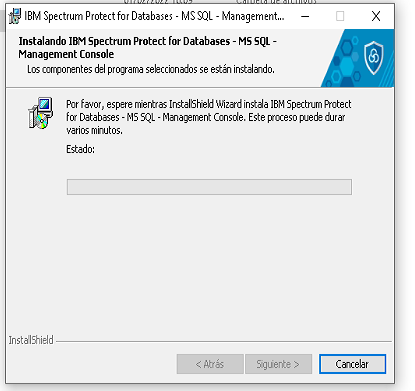 IBM Spectrum Protect for Databases - MS SQL - Management...
Instalando IBM Spectrum Protect for Databases - MS SQL -
Management Console
Los componentes del programa seleccionados se están instalando.
Por favor, espere mientras InstallShield Wizard instala IBM Spectrum Protect
for Databases - MS SQL - Management Console. Este proceso puede durar
varios minutos.
Estado:
InstallShield
< Atrás
Siguiente >
Cancelar